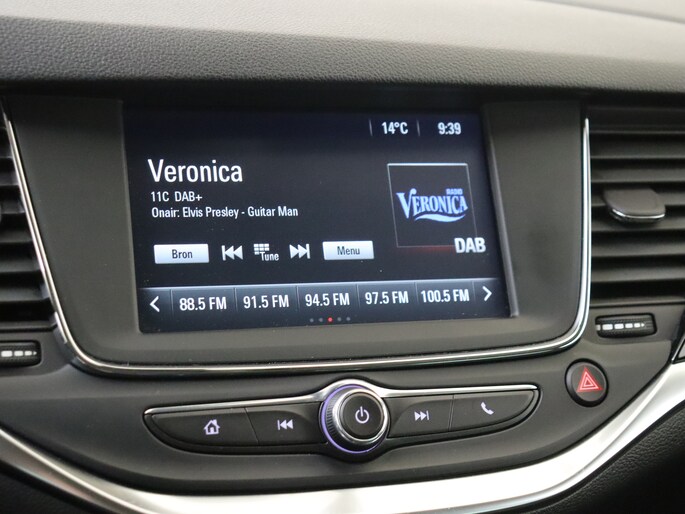 14°C 9:39
Veronica
11C DAB+
Onair: Elvis Presley - Guitar Man
RADIO
VERONICA
DAB
Bron Tune Menu
88.5 FM 91.5 FM 94.5 FM 97.5 FM 100.5 FM